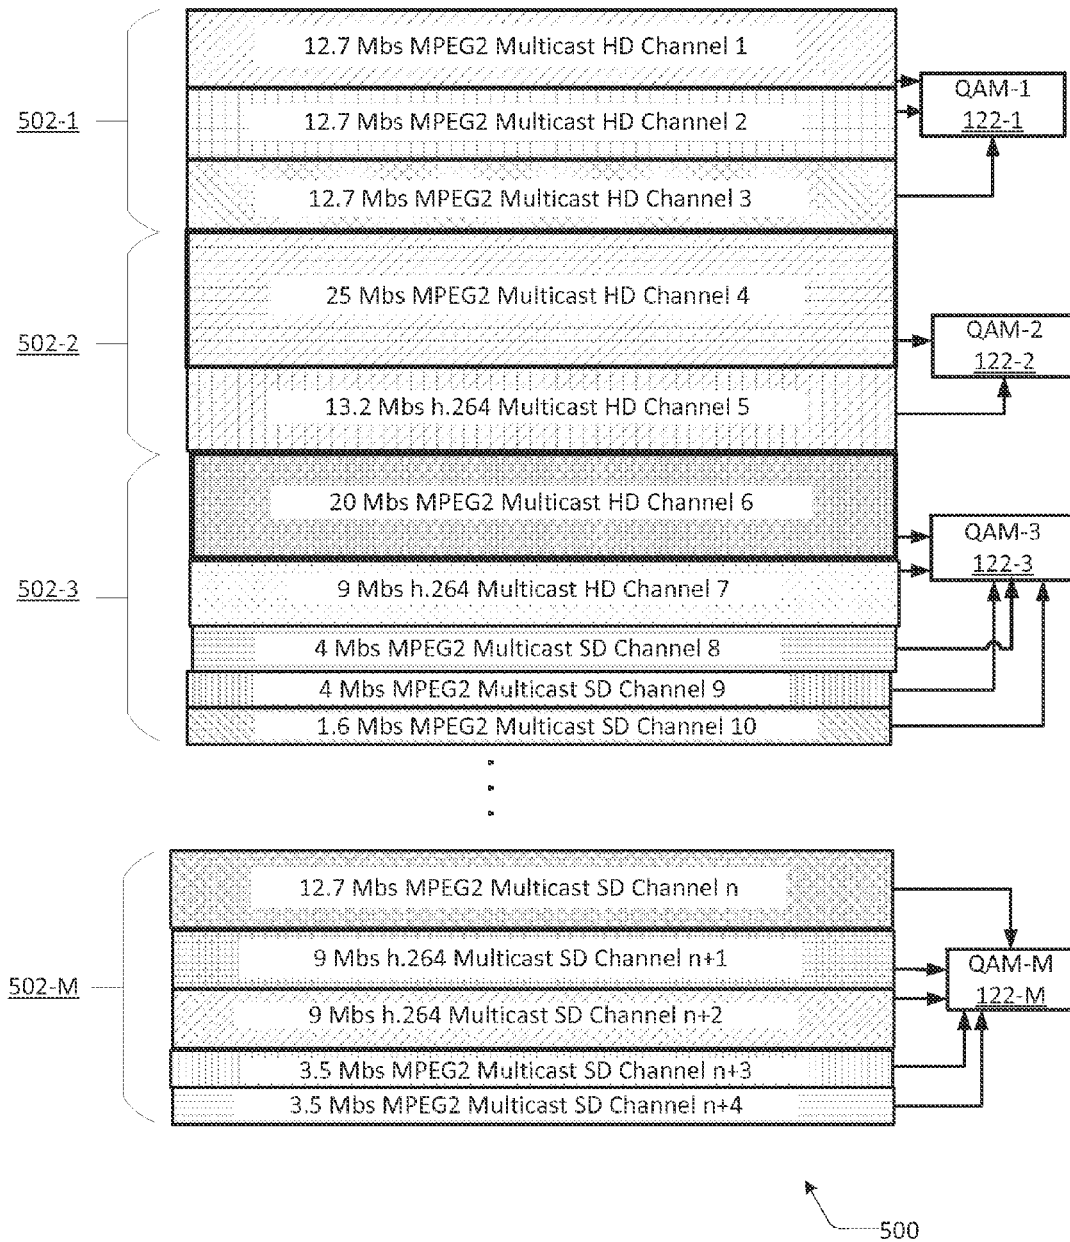 12.7 Mbs MPEG2 Multicast HD Channel 1
502-1
12.7 Mbs MPEG2 Multicast HD Channel 2
12.7 Mbs MPEG2 Multicast HD Channel 3
QAM-1
122-1
502-2
25 Mbs MPEG2 Multicast HD Channel 4
13.2 Mbs h.264 Multicast HD Channel 5
QAM-2
122-2
502-3
20 Mbs MPEG2 Multicast HD Channel 6
9 Mbs h.264 Multicast HD Channel 7
4 Mbs MPEG2 Multicast SD Channel 8
4 Mbs MPEG2 Multicast SD Channel 9
1.6 Mbs MPEG2 Multicast SD Channel 10
QAM-3
122-3
502-M
12.7 Mbs MPEG2 Multicast SD Channel n
9 Mbs h.264 Multicast SD Channel n+1
9 Mbs h.264 Multicast SD Channel n+2
3.5 Mbs MPEG2 Multicast SD Channel n+3
3.5 Mbs MPEG2 Multicast SD Channel n+4
QAM-M
122-M
500